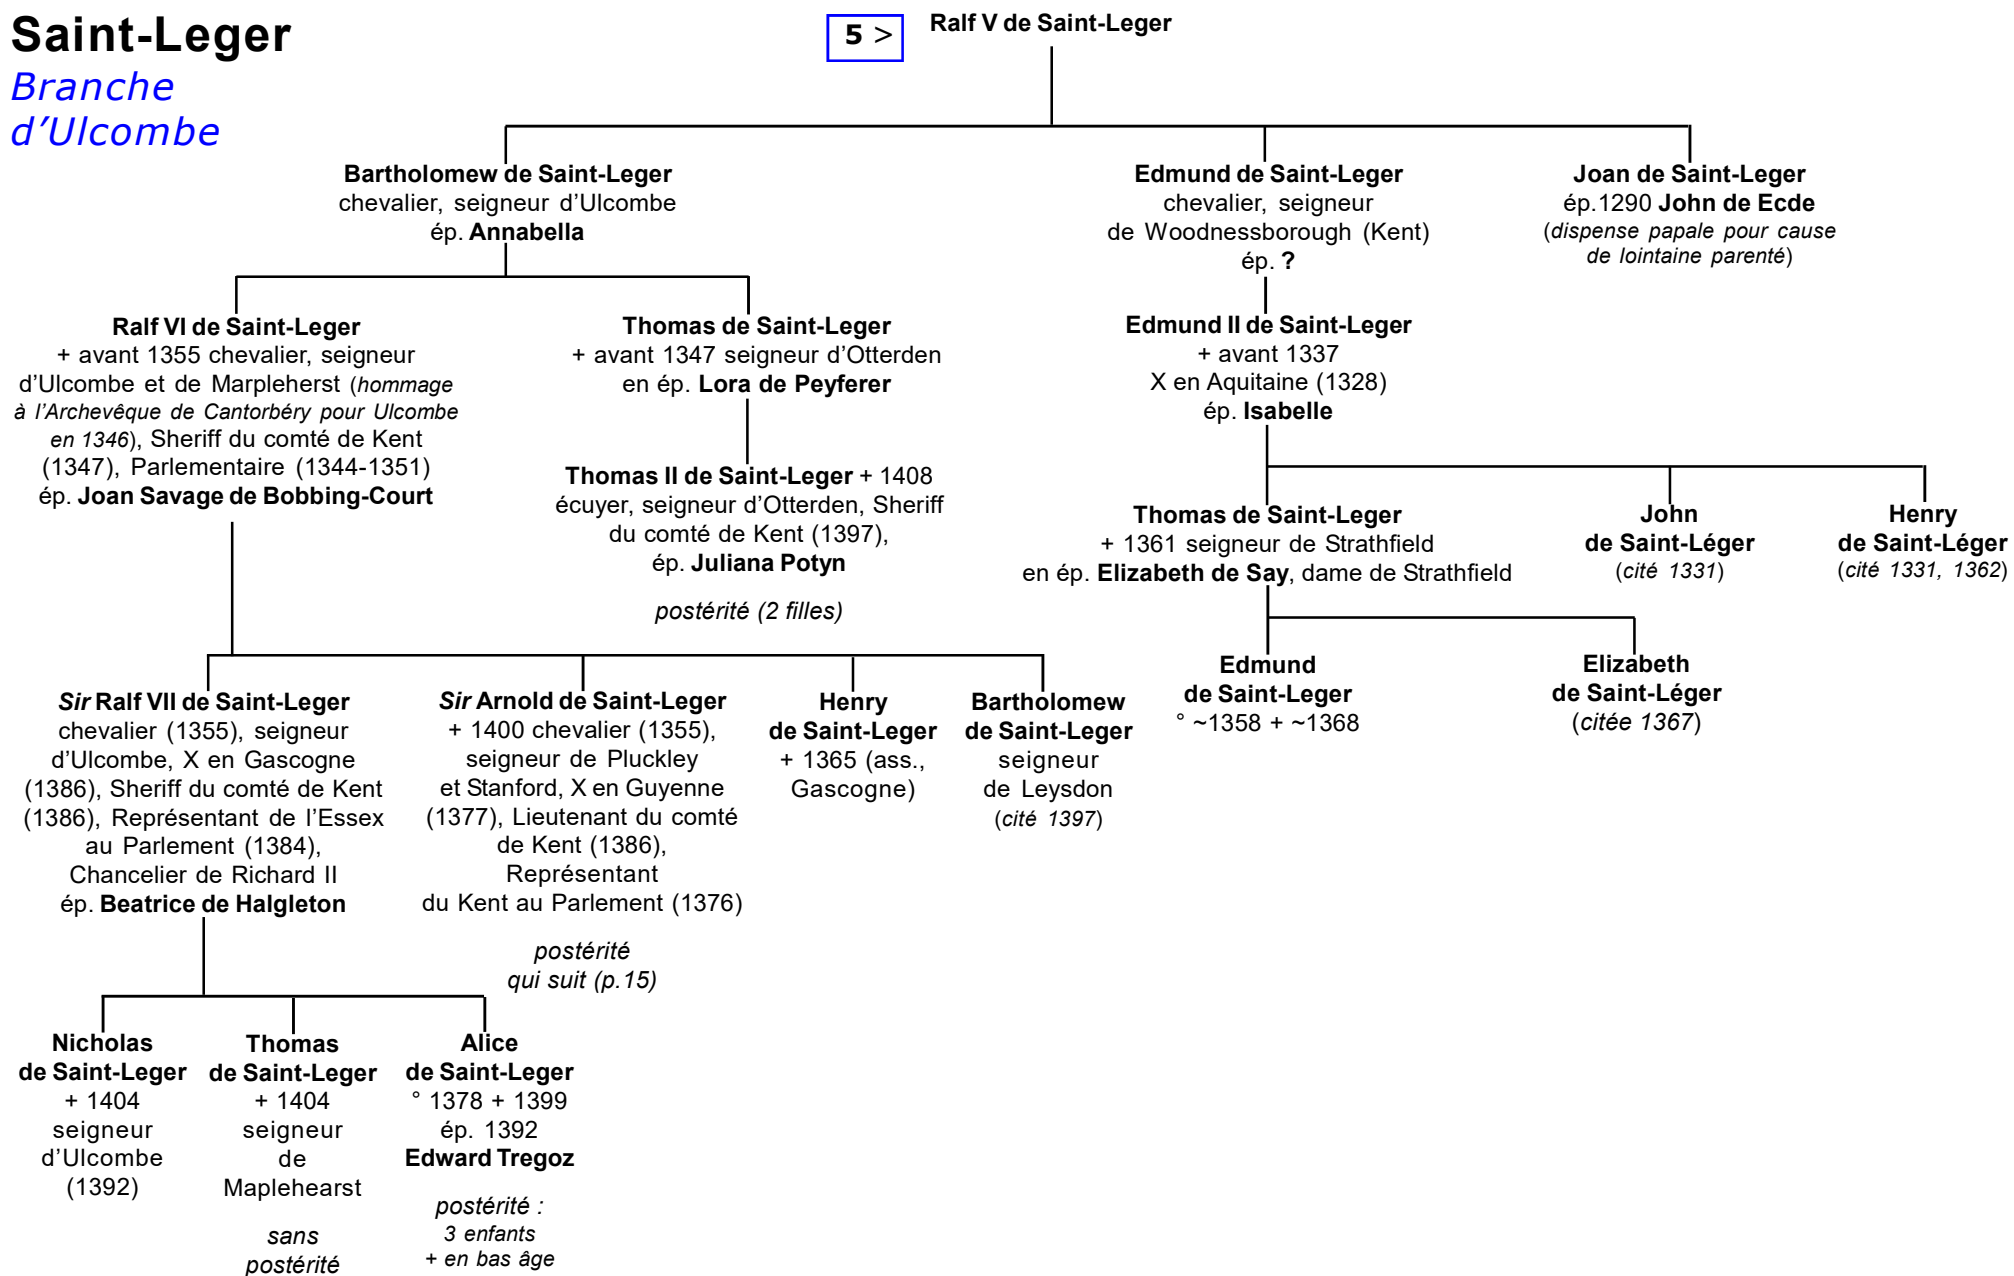 Saint-Leger
Branche
d'Ulcombe
5 >
Ralf V de Saint-Leger
Bartholomew de Saint-Leger
chevalier, seigneur d'Ulcombe
ép. Annabella
Edmund de Saint-Leger
chevalier, seigneur
de Woodnessborough (Kent)
ép. ?
Joan de Saint-Leger
ép.1290 John de Ecde
(dispense papale pour cause
de lointaine parenté)
Ralf VI de Saint-Leger
+ avant 1355 chevalier, seigneur
d'Ulcombe et de Marpleherst (hommage
à l'Archevêque de Cantorbéry pour Ulcombe
en 1346), Sheriff du comté de Kent
(1347), Parlementaire (1344-1351)
ép. Joan Savage de Bobbing-Court
Thomas de Saint-Leger
+ avant 1347 seigneur d'Otterden
en ép. Lora de Peyferer
Edmund II de Saint-Leger
+ avant 1337
X en Aquitaine (1328)
ép. Isabelle
Thomas II de Saint-Leger + 1408
écuyer, seigneur d'Otterden, Sheriff
du comté de Kent (1397),
ép. Juliana Potyn
postérité (2 filles)
Thomas de Saint-Leger
+ 1361 seigneur de Strathfield
en ép. Elizabeth de Say, dame de Strathfield
John
de Saint-Léger
(cité 1331)
Henry
de Saint-Léger
(cité 1331, 1362)
Sir Ralf VII de Saint-Leger
chevalier (1355), seigneur
d'Ulcombe, X en Gascogne
(1386), Sheriff du comté de Kent
(1386), Représentant de l'Essex
au Parlement (1384),
Chancelier de Richard II
ép. Beatrice de Halgleton
Sir Arnold de Saint-Leger
+ 1400 chevalier (1355),
seigneur de Pluckley
et Stanford, X en Guyenne
(1377), Lieutenant du comté
de Kent (1386),
Représentant
du Kent au Parlement (1376)
postérité
qui suit (p.15)
Henry
de Saint-Leger
+ 1365 (ass.,
Gascogne)
Bartholomew
de Saint-Leger
seigneur
de Leysdon
(cité 1397)
Edmund
de Saint-Leger
° ~1358 + ~1368
Elizabeth
de Saint-Léger
(citée 1367)
Nicholas
de Saint-Leger
+ 1404
seigneur
d'Ulcombe
(1392)
Thomas
de Saint-Leger
+ 1404
seigneur
de
Maplehearst
sans
postérité
Alice
de Saint-Leger
° 1378 + 1399
ép. 1392
Edward Tregoz
postérité :
3 enfants
+ en bas âge